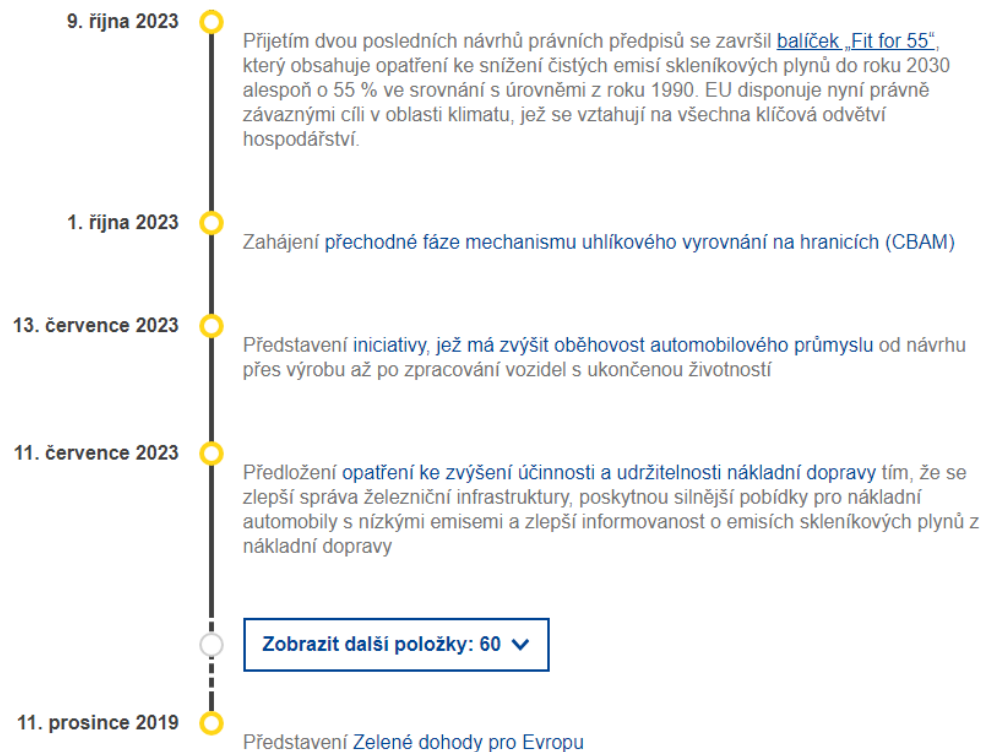 9. října 2023
Přijetím dvou posledních návrhů právních předpisů se završil balíček „Fit for 55“,
který obsahuje opatření ke snížení čistých emisí skleníkových plynů do roku 2030
alespoň o 55 % ve srovnání s úrovněmi z roku 1990. EU disponuje nyní právně
závaznými cíli v oblasti klimatu, jež se vztahují na všechna klíčová odvětví
hospodářství.
1. října 2023
Zahájení přechodné fáze mechanismu uhlíkového vyrovnání na hranicích (CBAM)
13. července 2023
Představení iniciativy, jež má zvýšit oběhovost automobilového průmyslu od návrhu
přes výrobu až po zpracování vozidel s ukončenou životností
11. července 2023
Předložení opatření ke zvýšení účinnosti a udržitelnosti nákladní dopravy tím, že se
zlepší správa železniční infrastruktury, poskytnou silnější pobídky pro nákladní
automobily s nízkými emisemi a zlepší informovanost o emisích skleníkových plynů z
nákladní dopravy
Zobrazit další položky: 60
11. prosince 2019
Představení Zelené dohody pro Evropu